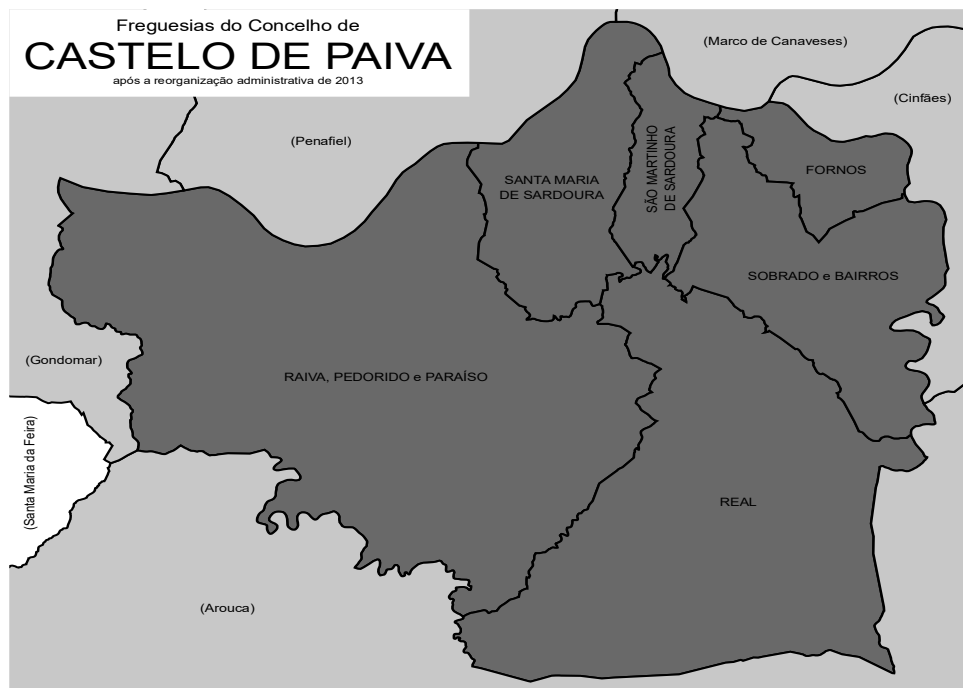 Freguesias do Concelho de
CASTELO DE PAIVA
após a reorganização administrativa de 2013
(Marco de Canaveses)
(Cinfães)
(Penafiel)
SÃO MARTINHO
DE SARDOURA
FORNOS
SANTA MARIA
DE SARDOURA
SOBRADO e BAIRROS
(Gondomar)
RAIVA, PEDORIDO e PARAÍSO
(Santa Maria da Feira)
REAL
(Arouca)